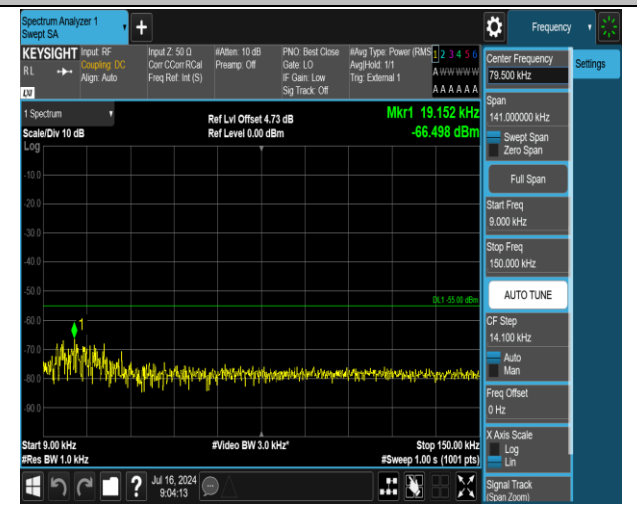 Spectrum Analyzer 1
Swept SA
Frequency
KEYSIGHT
RL
LXI
Input: RF
Coupling: DC
Align: Auto
Input Z: 50 Ω
Corr CCorr RCal
Freq Ref: Int (S)
#Atten: 10 dB
Preamp: Off
PNO: Best Close
Gate: LO
IF Gain: Low
Sig Track: Off
#Avg Type: Power (RMS
Avg|Hold: 1/1
Trig: External 1
1 2 3 4 5 6
A W W W W W
A A A A A A
Center Frequency
79.500 kHz
Settings
1 Spectrum
Scale/Div 10 dB
Log
Ref Lvl Offset 4.73 dB
Ref Level 0.00 dBm
Mkr1 19.152 kHz
-66.498 dBm
Span
141.000000 kHz
Swept Span
Zero Span
Full Span
Start Freq
9.000 kHz
Stop Freq
150.000 kHz
AUTO TUNE
CF Step
14.100 kHz
Auto
Man
Freq Offset
0 Hz
X Axis Scale
Log
Lin
Signal Track
(Span Zoom)
-10.0
-20.0
-30.0
-40.0
-50.0
DL1 -55.00 dBm
-60.0
1
-70.0
-80.0
-90.0
Start 9.00 kHz
#Video BW 3.0 kHz*
Stop 150.00 kHz
#Res BW 1.0 kHz
#Sweep 1.00 s (1001 pts)
?
Jul 16, 2024
9:04:13